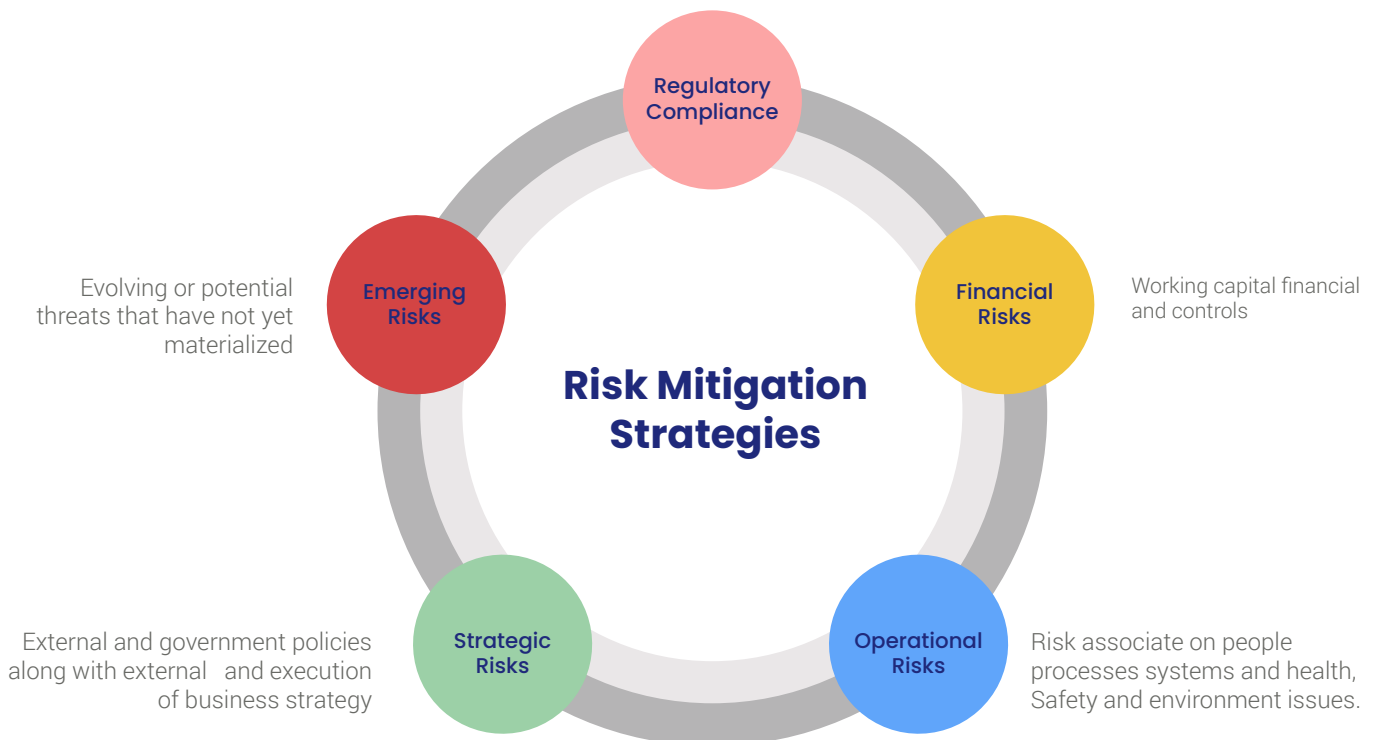 Regulatory
Compliance
Emerging
Risks
Evolving or potential
threats that have not yet
materialized
Financial
Risks
Working capital financial
and controls
Risk Mitigation
Strategies
Strategic
Risks
External and government policies
along with external and execution
of business strategy
Operational
Risks
Risk associate on people
processes systems and health,
Safety and environment issues.